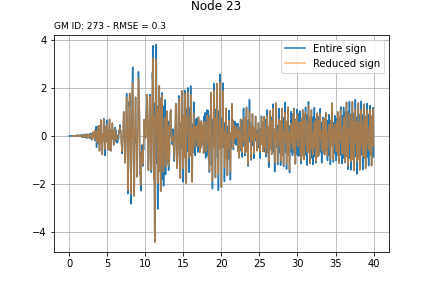 Node 23
GM ID: 273 - RMSE = 0.3
Entire sign
Reduced sign
4
2
0
−2
−4
0 5 10 15 20 25 30 35 40